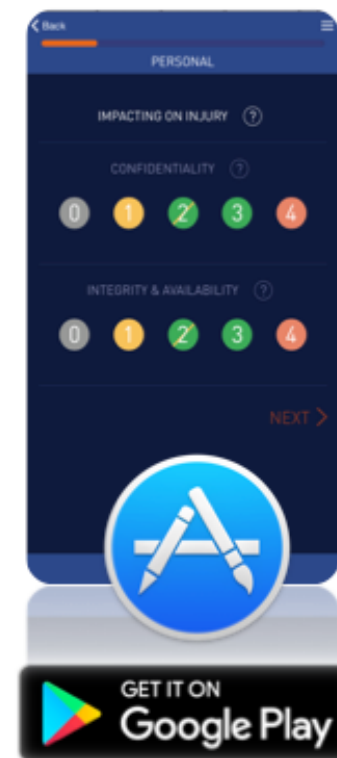 Back
PERSONAL
IMPACTING ON INJURY ?
CONFIDENTIALITY ?
0 1 2 3 4
INTEGRITY & AVAILABILITY ?
0 1 2 3 4
NEXT >
GET IT ON
Google Play